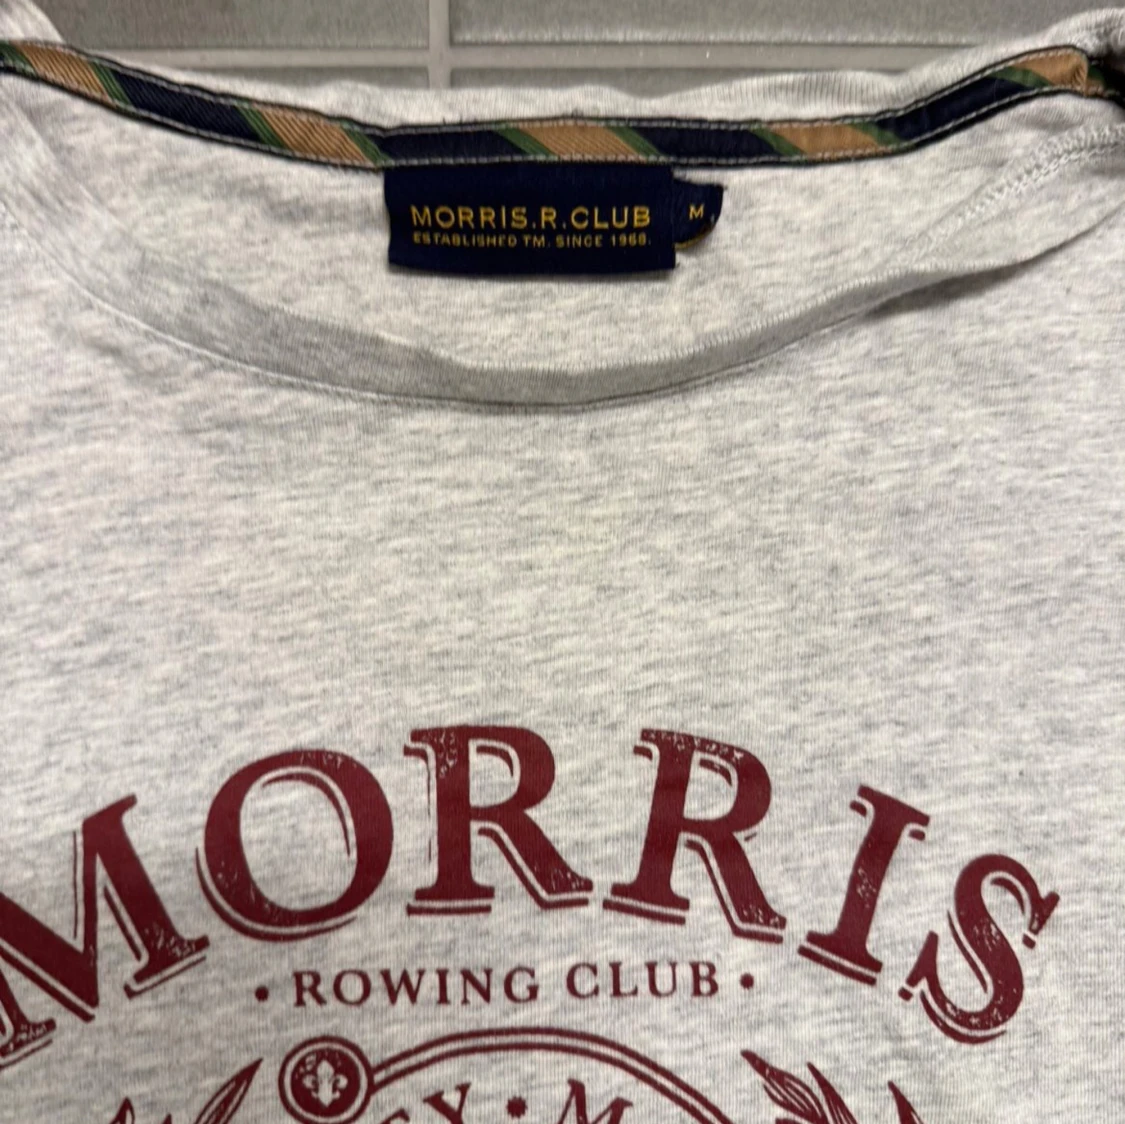 MORRIS.R.CLUB
M
ESTABLISHED TM. SINCE 1968.
MORRIS
• ROWING CLUB •